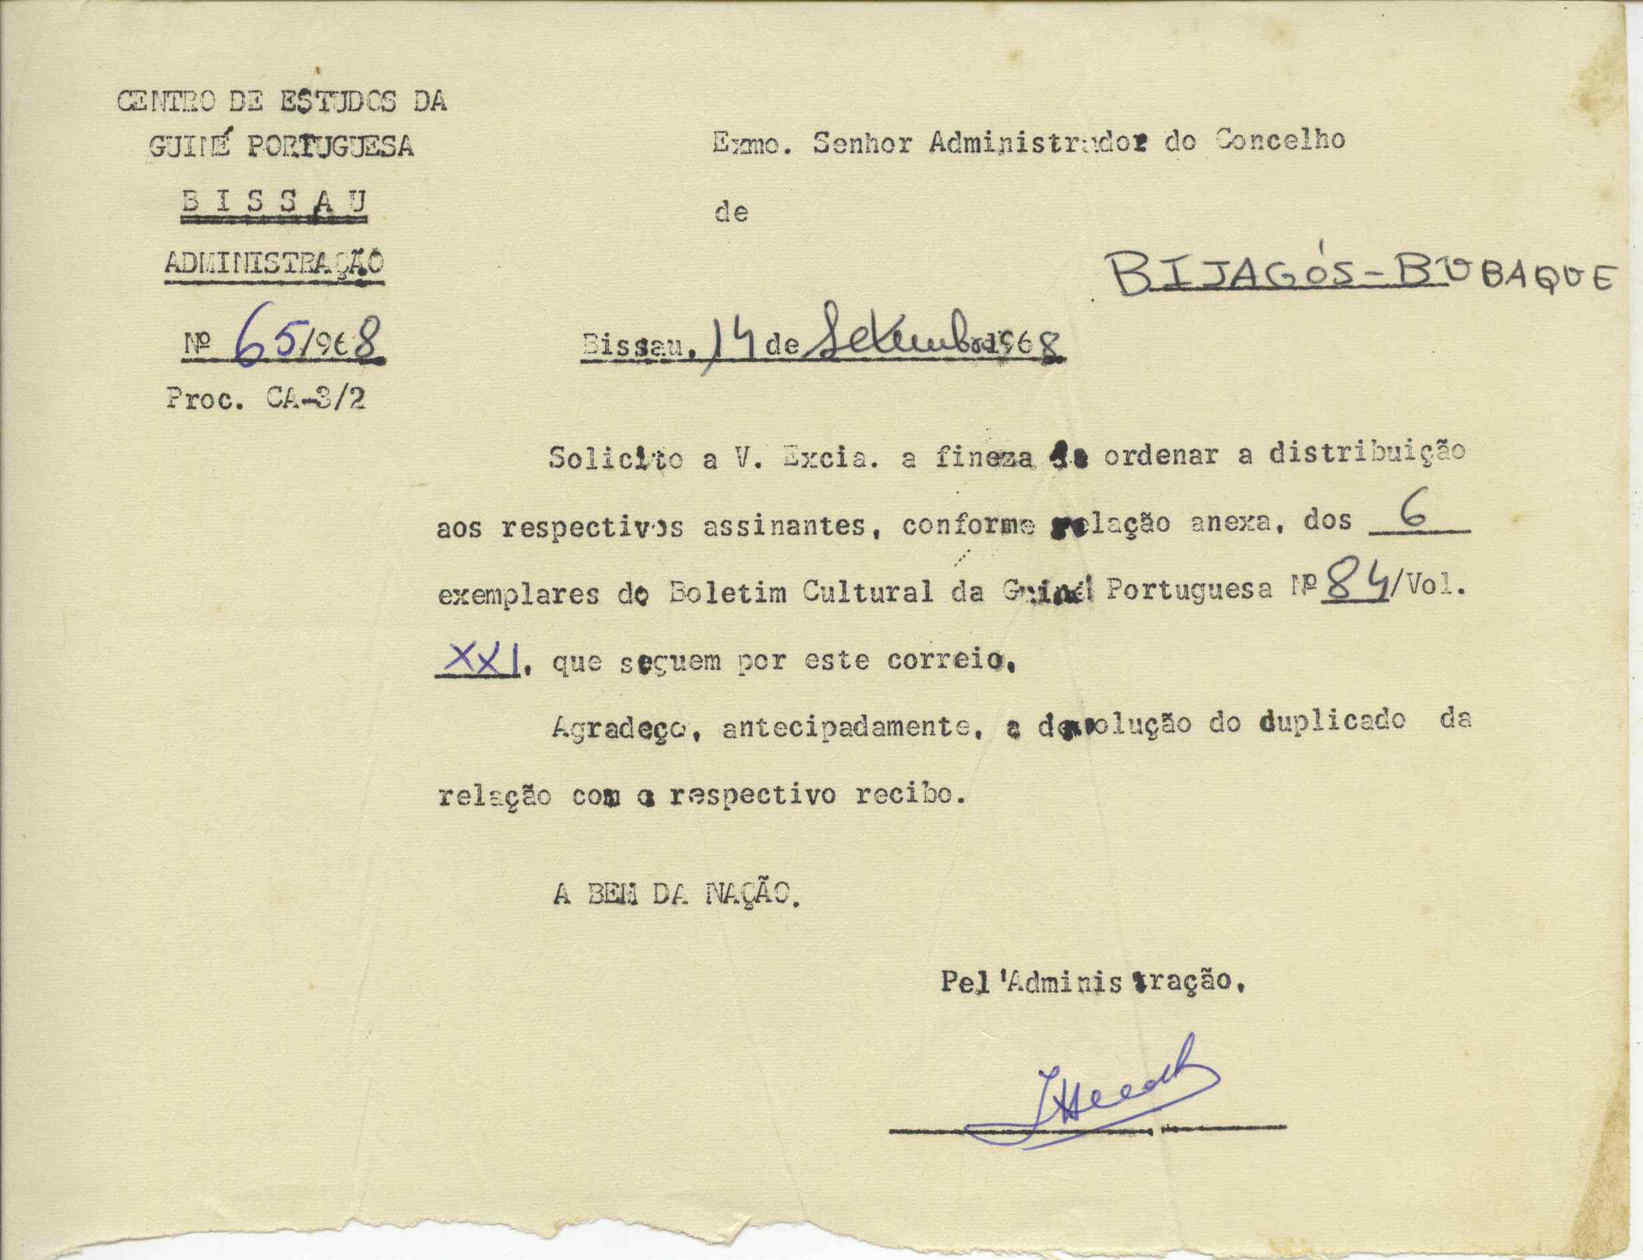 CENTRO DE ESTUDOS DA
GUINÉ PORTUGUESA
BISSAU
ADMINISTRAÇÃO
Nº 65/968
Proc. CA-3/2
Exmo. Senhor Administrador do Concelho
de
BIJAGÓS-BUBAQUE
Bissau, 14 de Setembro 1968
Solicito a V. Excia. a fineza de ordenar a distribuição
aos respectivos assinantes, conforme relação anexa, dos 6
exemplares do Boletim Cultural da Guiné Portuguesa Nº 84/Vol.
XXI, que seguem por este correio.
Agradeço, antecipadamente, a devolução do duplicado da
relação com o respectivo recibo.
A BEM DA NAÇÃO.
Pel'Administração,